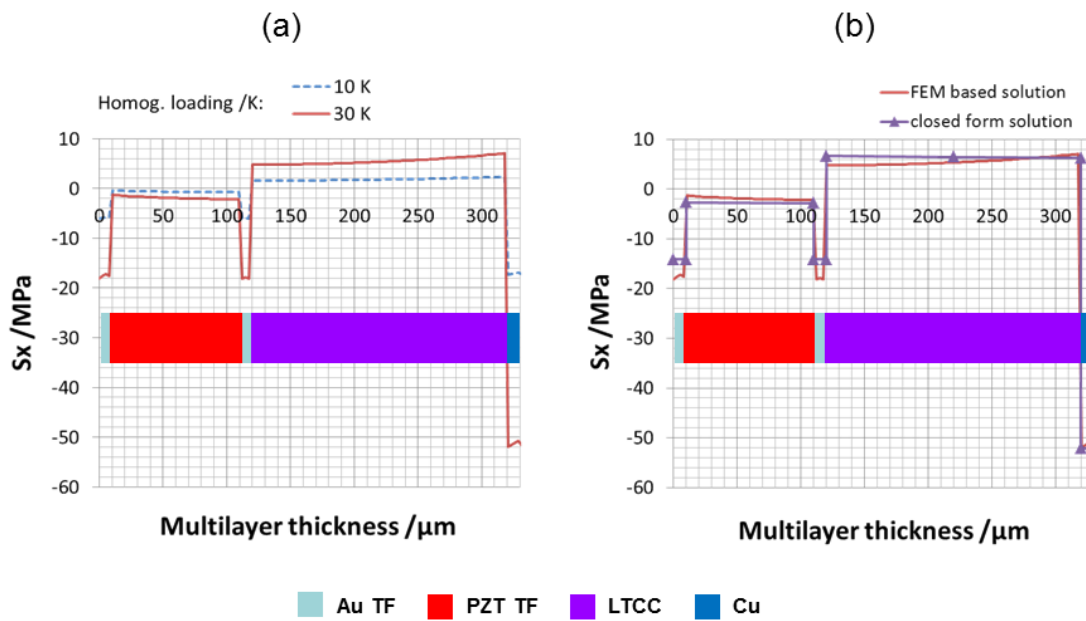 (a)
(b)
Homog. loading /K:
10 K
30 K
FEM based solution
closed form solution
10
0
-10
-20
-30
-40
-50
-60
0
50
100
150
200
250
300
Sx /MPa
Multilayer thickness /µm
10
0
-10
-20
-30
-40
-50
-60
0
50
100
150
200
250
300
Sx /MPa
Multilayer thickness /µm
Au TF
PZT TF
LTCC
Cu